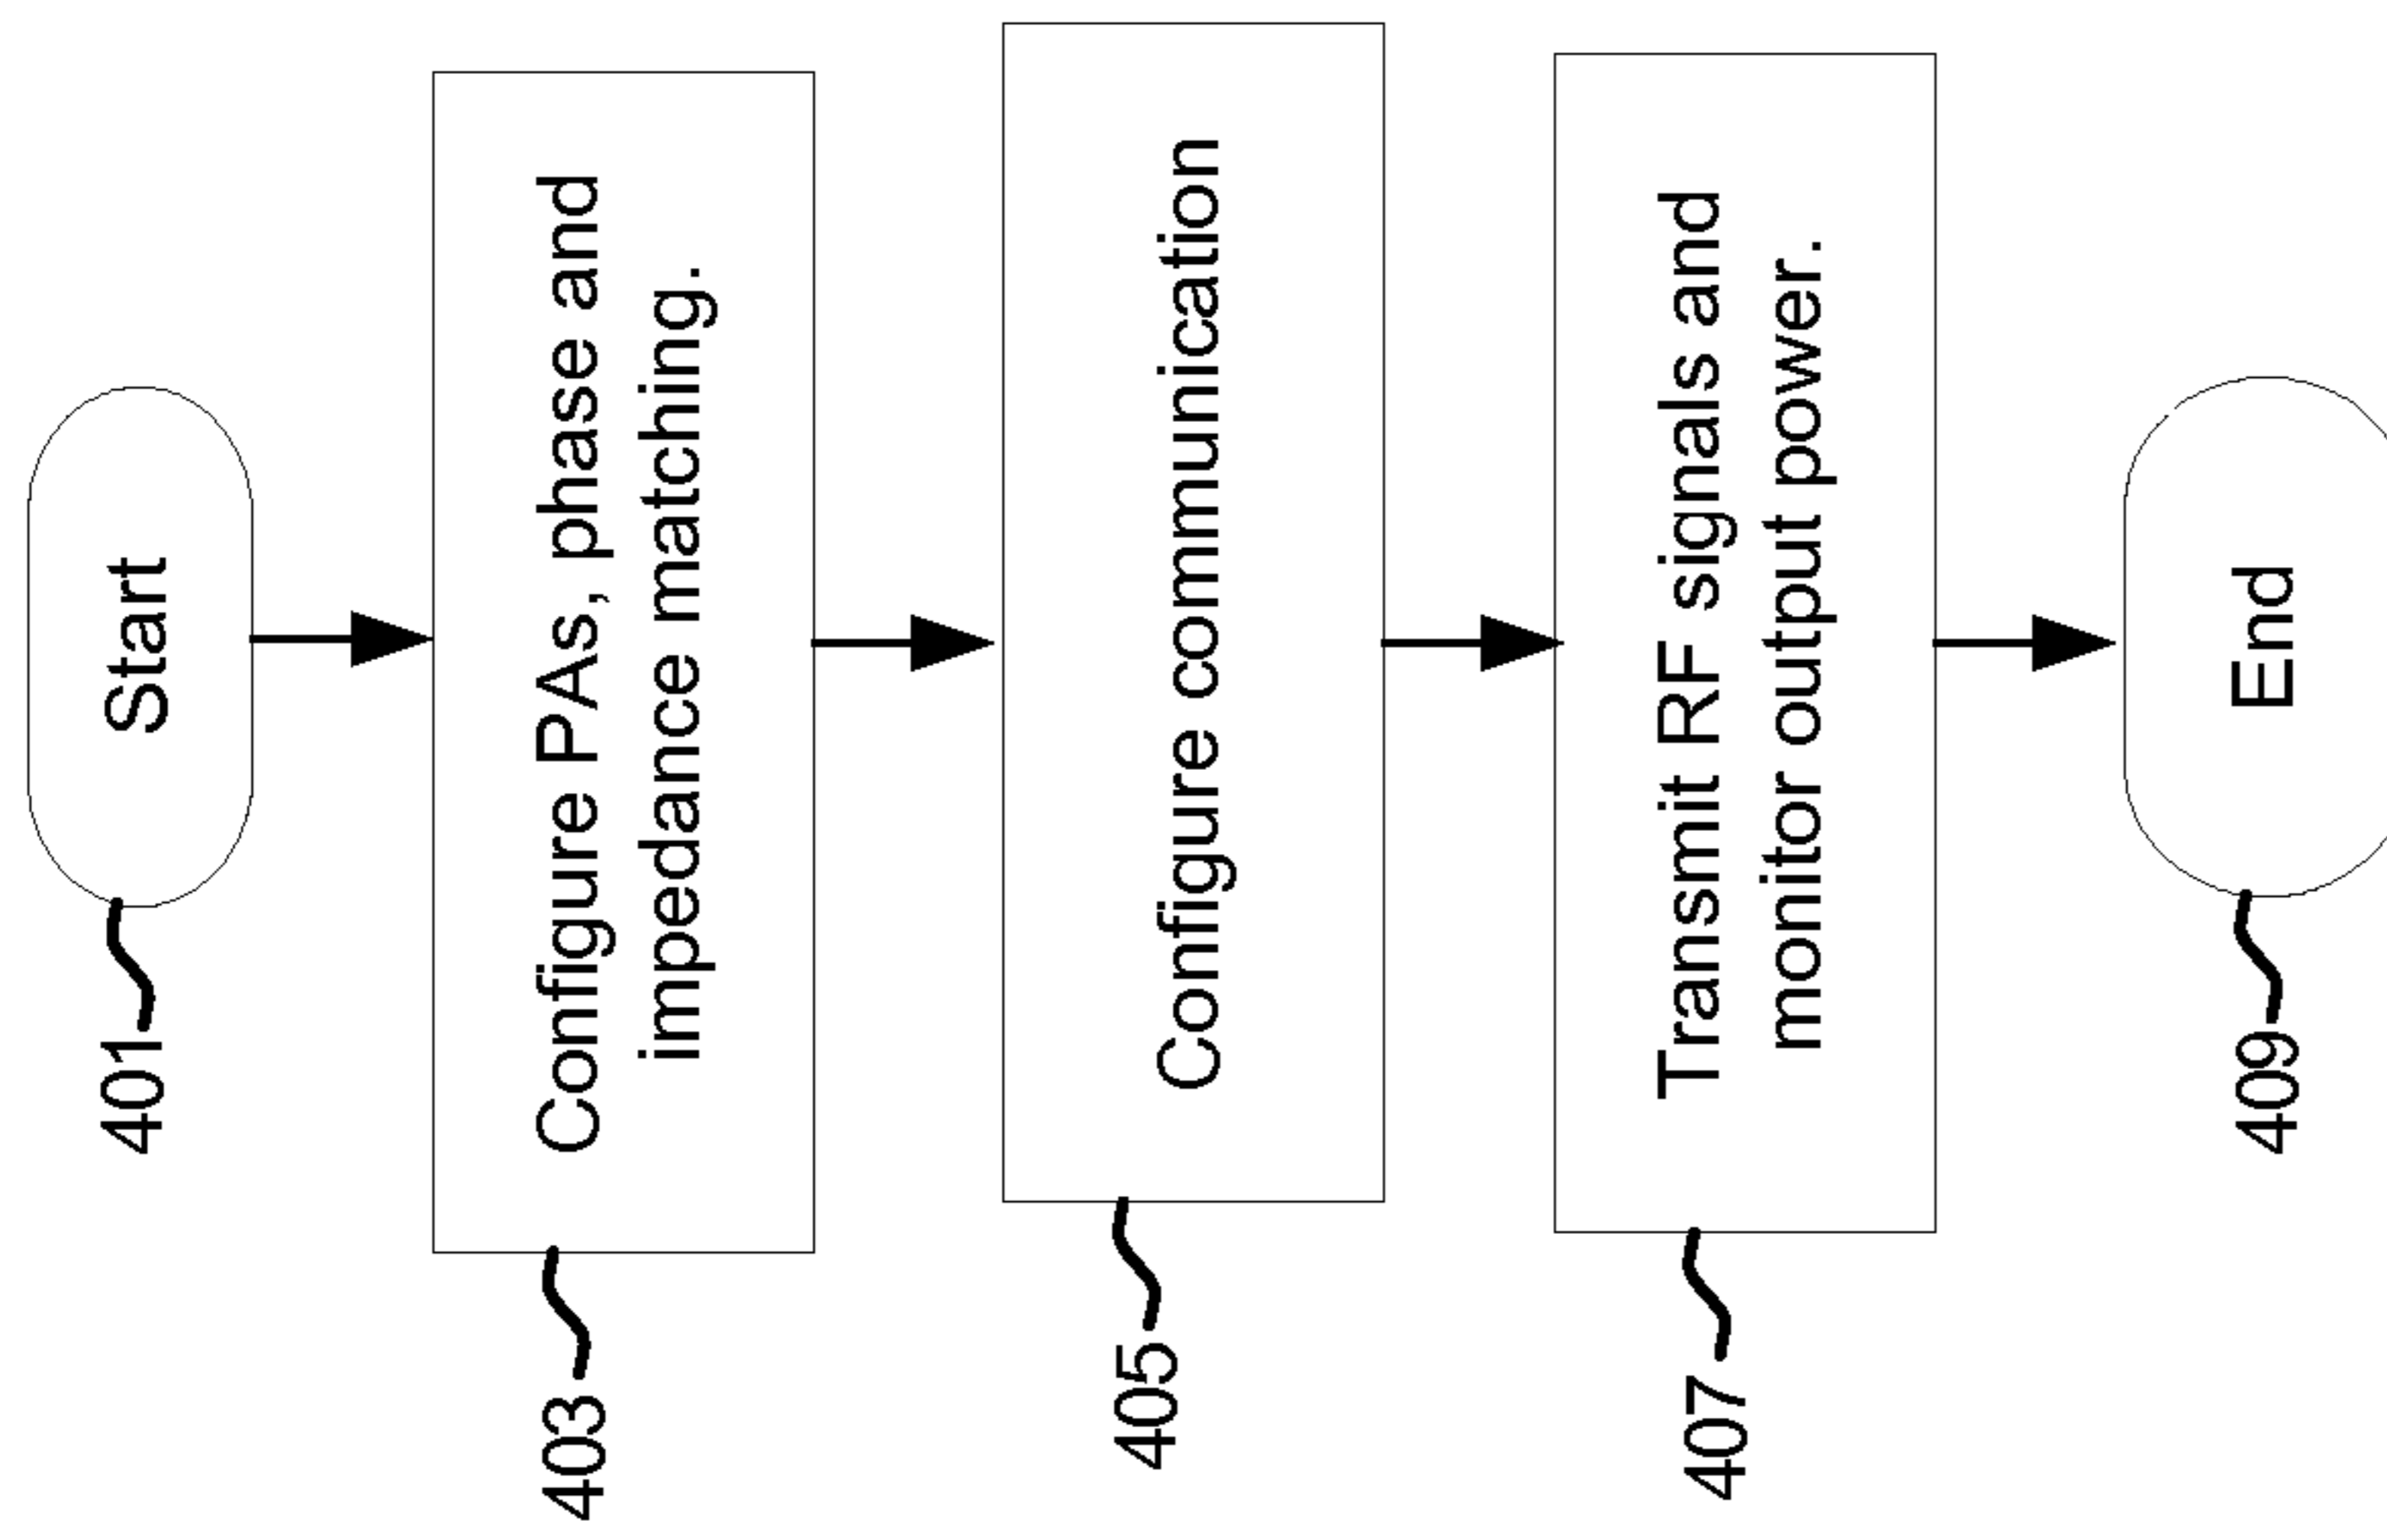 401
Start
403
Configure PAs, phase and
impedance matching.
405
Configure communication
407
Transmit RF signals and
monitor output power.
409
End